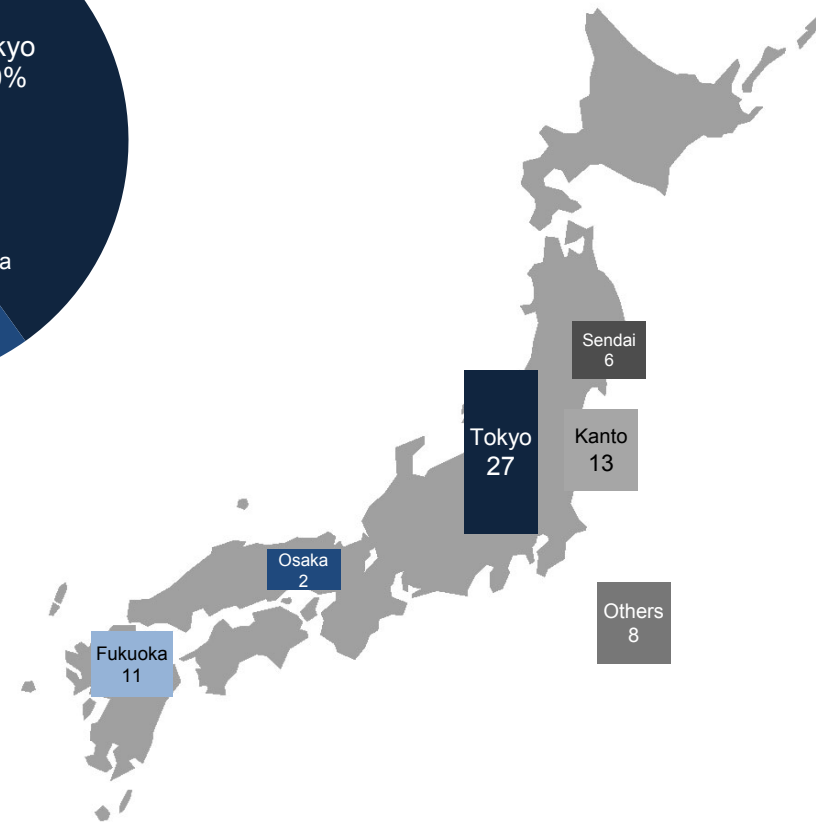 Sendai
6
Tokyo
27
Kanto
13
Osaka
2
Others
8
Fukuoka
11